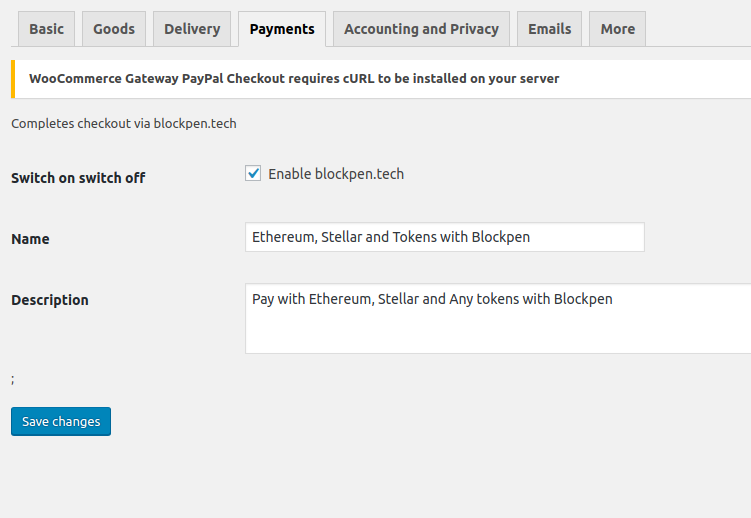 Basic Goods Delivery Payments Accounting and Privacy Emails More
WooCommerce Gateway PayPal Checkout requires cURL to be installed on your server
Completes checkout via blockpen.tech
Switch on switch off Enable blockpen.tech
Name Ethereum, Stellar and Tokens with Blockpen
Description Pay with Ethereum, Stellar and Any tokens with Blockpen
;
Save changes